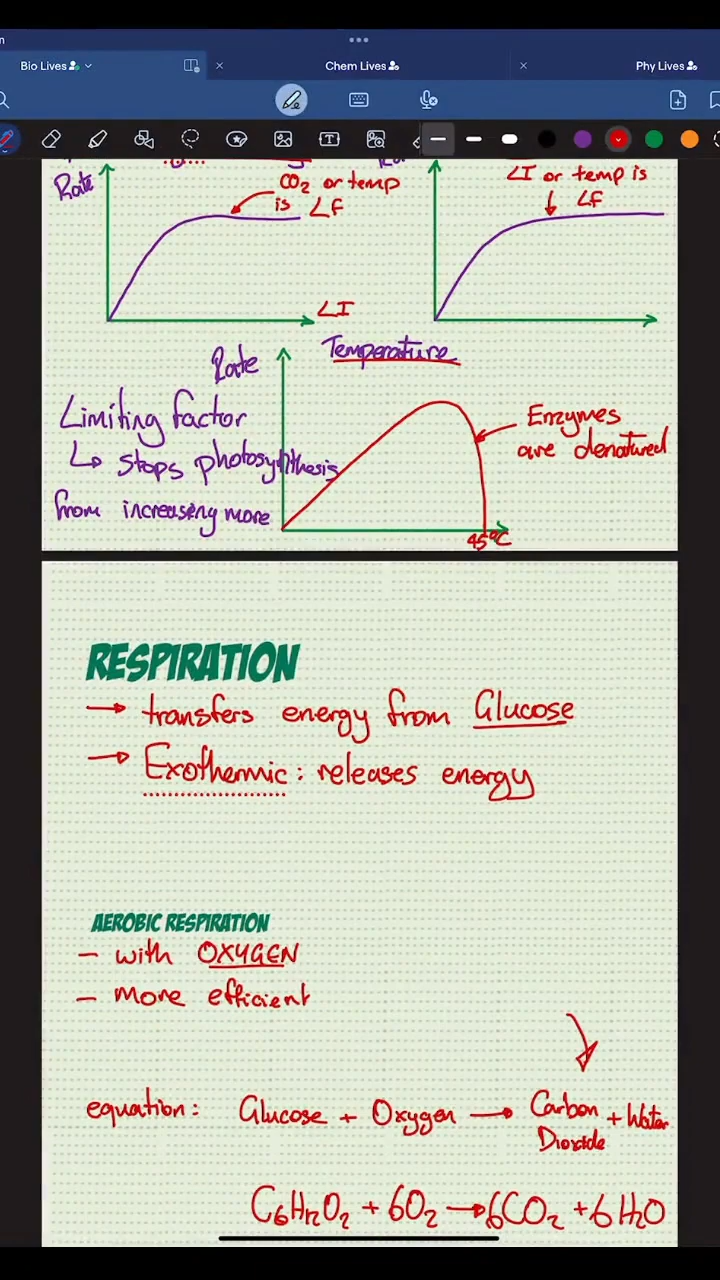 Bio Lives
Chem Lives
Phy Lives
Rate
CO₂ or temp
is LF
LI
LI or temp is
LF
Temperature
Rate
Limiting factor
↳ stops photosynthesis
from increasing more
Enzymes
are denatured
45°C
RESPIRATION
→ transfers energy from Glucose
→ Exothermic: releases energy
AEROBIC RESPIRATION
- with OXYGEN
- More efficient
equation: Glucose + Oxygen → Carbon Dioxide + Water
C₆H₁₂O₂ + 6O₂ → 6CO₂ + 6H₂O